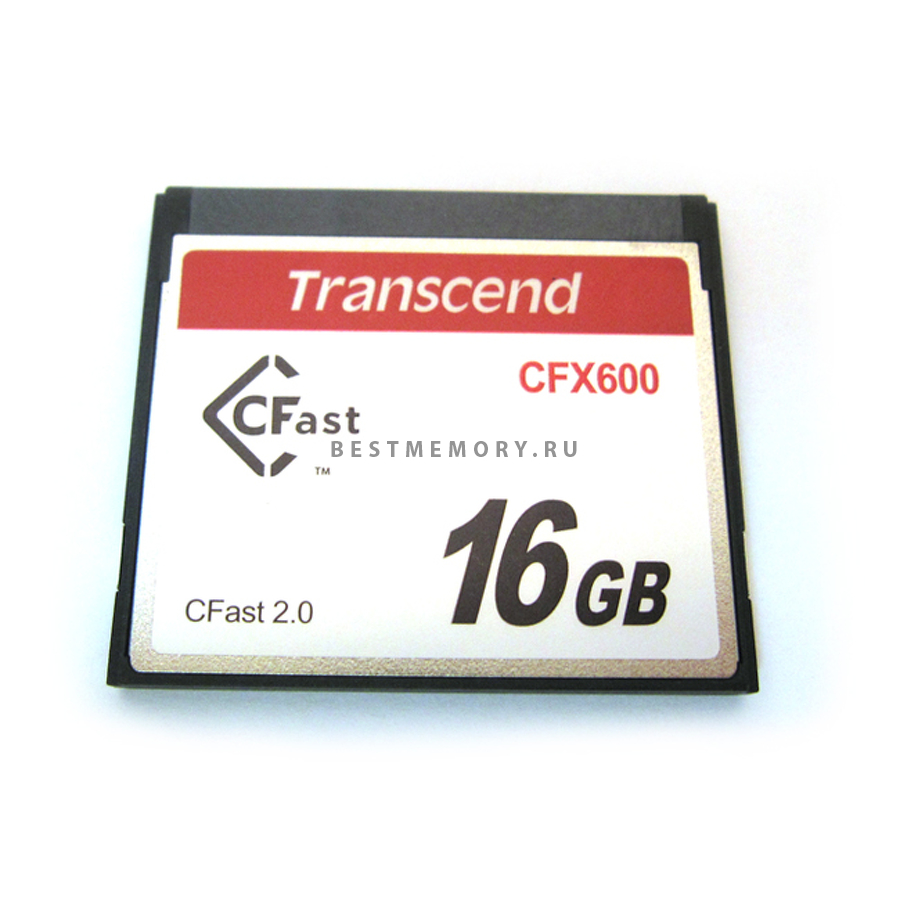 Transcend
CFX600
CFast
BESTMEMORY.RU
™
16GB
CFast 2.0